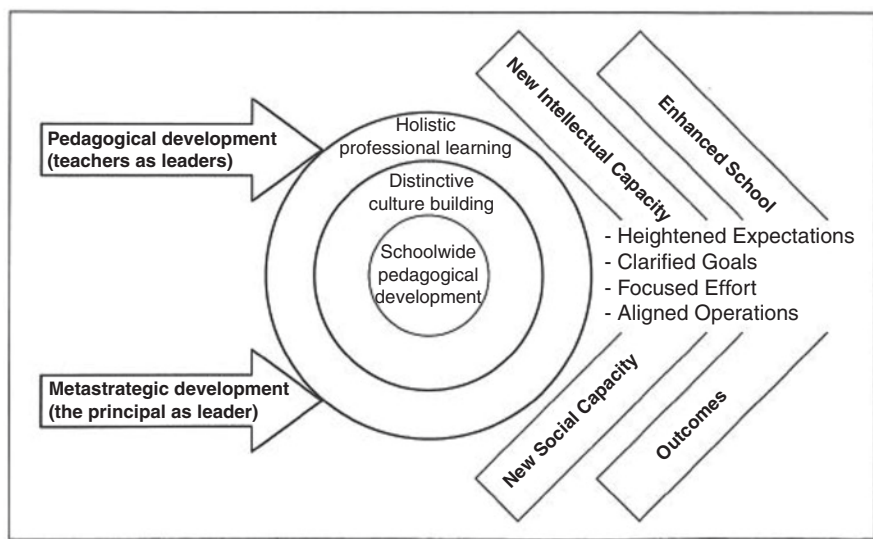 Pedagogical development
(teachers as leaders)
Metastrategic development
(the principal as leader)
Holistic
professional learning
Distinctive
culture building
Schoolwide
pedagogical
development
New Intellectual Capacity
Enhanced School
- Heightened Expectations
- Clarified Goals
- Focused Effort
- Aligned Operations
New Social Capacity
Outcomes